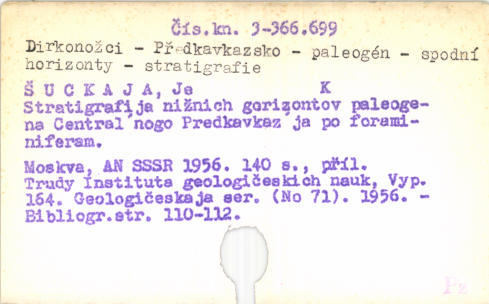 Čís.kn. 3-366.699
Dirkonožci - Předkavkazsko - paleogén - spodní
horizonty - stratigrafie
Š U C K A J A, Je K
Stratigrafija nižnich gorizontov paleoge-
na Central´nogo Predkavkaz´ja po forami-
niferam.
Moskva, AN SSSR 1956. 140 s., příl.
Trudy Instituta geologičeskich nauk, Vyp.
164. Geologičeskaja ser. (No 71). 1956. -
Bibliogr.str. 110-112.
Pz